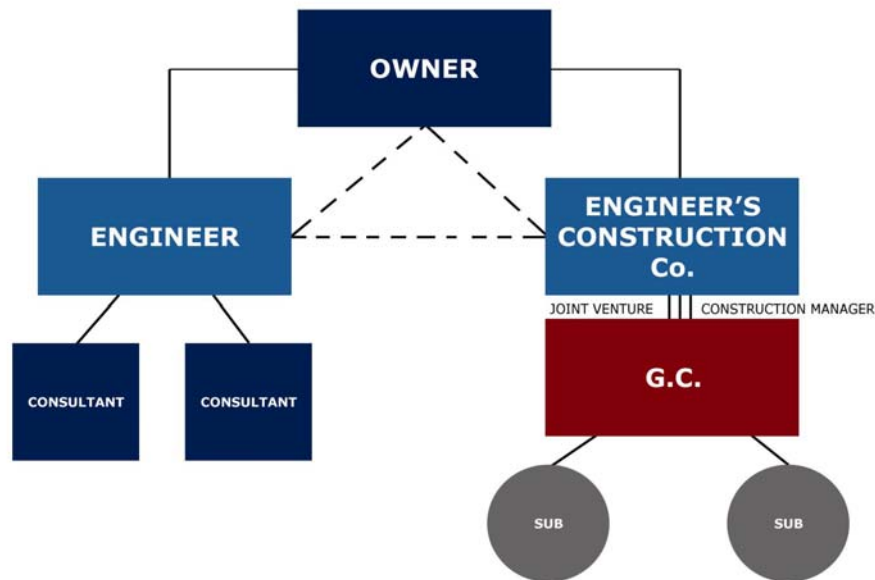 OWNER
ENGINEER
ENGINEER'S
CONSTRUCTION
Co.
JOINT VENTURE
CONSTRUCTION MANAGER
CONSULTANT
CONSULTANT
G.C.
SUB
SUB